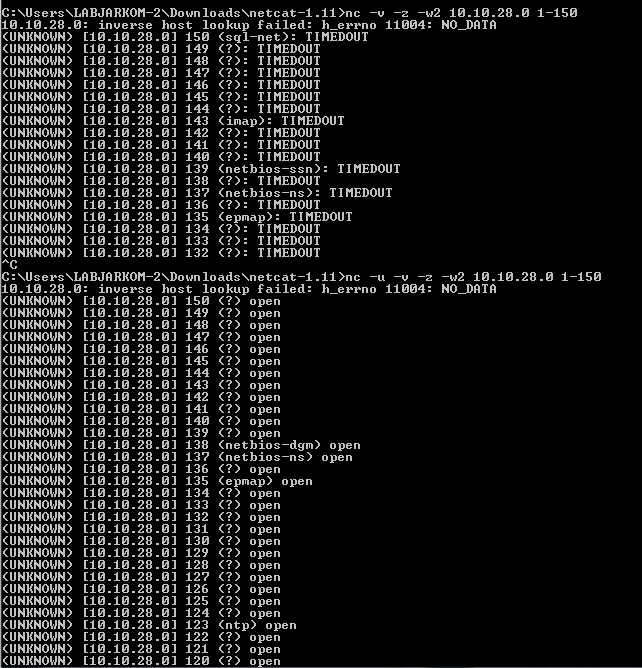 C:\Users\LABJARKOM-2\Downloads\netcat-1.11>nc -v -z -w2 10.10.28.0 1-150
10.10.28.0: inverse host lookup failed: h_errno 11004: NO_DATA
(UNKNOWN) [10.10.28.0] 150 (sql-net): TIMEDOUT
(UNKNOWN) [10.10.28.0] 149 (?): TIMEDOUT
(UNKNOWN) [10.10.28.0] 148 (?): TIMEDOUT
(UNKNOWN) [10.10.28.0] 147 (?): TIMEDOUT
(UNKNOWN) [10.10.28.0] 146 (?): TIMEDOUT
(UNKNOWN) [10.10.28.0] 145 (?): TIMEDOUT
(UNKNOWN) [10.10.28.0] 144 (?): TIMEDOUT
(UNKNOWN) [10.10.28.0] 143 (imap): TIMEDOUT
(UNKNOWN) [10.10.28.0] 142 (?): TIMEDOUT
(UNKNOWN) [10.10.28.0] 141 (?): TIMEDOUT
(UNKNOWN) [10.10.28.0] 140 (?): TIMEDOUT
(UNKNOWN) [10.10.28.0] 139 (netbios-ssn): TIMEDOUT
(UNKNOWN) [10.10.28.0] 138 (?): TIMEDOUT
(UNKNOWN) [10.10.28.0] 137 (netbios-ns): TIMEDOUT
(UNKNOWN) [10.10.28.0] 136 (?): TIMEDOUT
(UNKNOWN) [10.10.28.0] 135 (epmap): TIMEDOUT
(UNKNOWN) [10.10.28.0] 134 (?): TIMEDOUT
(UNKNOWN) [10.10.28.0] 133 (?): TIMEDOUT
(UNKNOWN) [10.10.28.0] 132 (?): TIMEDOUT
^C
C:\Users\LABJARKOM-2\Downloads\netcat-1.11>nc -u -v -z -w2 10.10.28.0 1-150
10.10.28.0: inverse host lookup failed: h_errno 11004: NO_DATA
(UNKNOWN) [10.10.28.0] 150 (?) open
(UNKNOWN) [10.10.28.0] 149 (?) open
(UNKNOWN) [10.10.28.0] 148 (?) open
(UNKNOWN) [10.10.28.0] 147 (?) open
(UNKNOWN) [10.10.28.0] 146 (?) open
(UNKNOWN) [10.10.28.0] 145 (?) open
(UNKNOWN) [10.10.28.0] 144 (?) open
(UNKNOWN) [10.10.28.0] 143 (?) open
(UNKNOWN) [10.10.28.0] 142 (?) open
(UNKNOWN) [10.10.28.0] 141 (?) open
(UNKNOWN) [10.10.28.0] 140 (?) open
(UNKNOWN) [10.10.28.0] 139 (?) open
(UNKNOWN) [10.10.28.0] 138 (netbios-dgm) open
(UNKNOWN) [10.10.28.0] 137 (netbios-ns) open
(UNKNOWN) [10.10.28.0] 136 (?) open
(UNKNOWN) [10.10.28.0] 135 (epmap) open
(UNKNOWN) [10.10.28.0] 134 (?) open
(UNKNOWN) [10.10.28.0] 133 (?) open
(UNKNOWN) [10.10.28.0] 132 (?) open
(UNKNOWN) [10.10.28.0] 131 (?) open
(UNKNOWN) [10.10.28.0] 130 (?) open
(UNKNOWN) [10.10.28.0] 129 (?) open
(UNKNOWN) [10.10.28.0] 128 (?) open
(UNKNOWN) [10.10.28.0] 127 (?) open
(UNKNOWN) [10.10.28.0] 126 (?) open
(UNKNOWN) [10.10.28.0] 125 (?) open
(UNKNOWN) [10.10.28.0] 124 (?) open
(UNKNOWN) [10.10.28.0] 123 (ntp) open
(UNKNOWN) [10.10.28.0] 122 (?) open
(UNKNOWN) [10.10.28.0] 121 (?) open
(UNKNOWN) [10.10.28.0] 120 (?) open